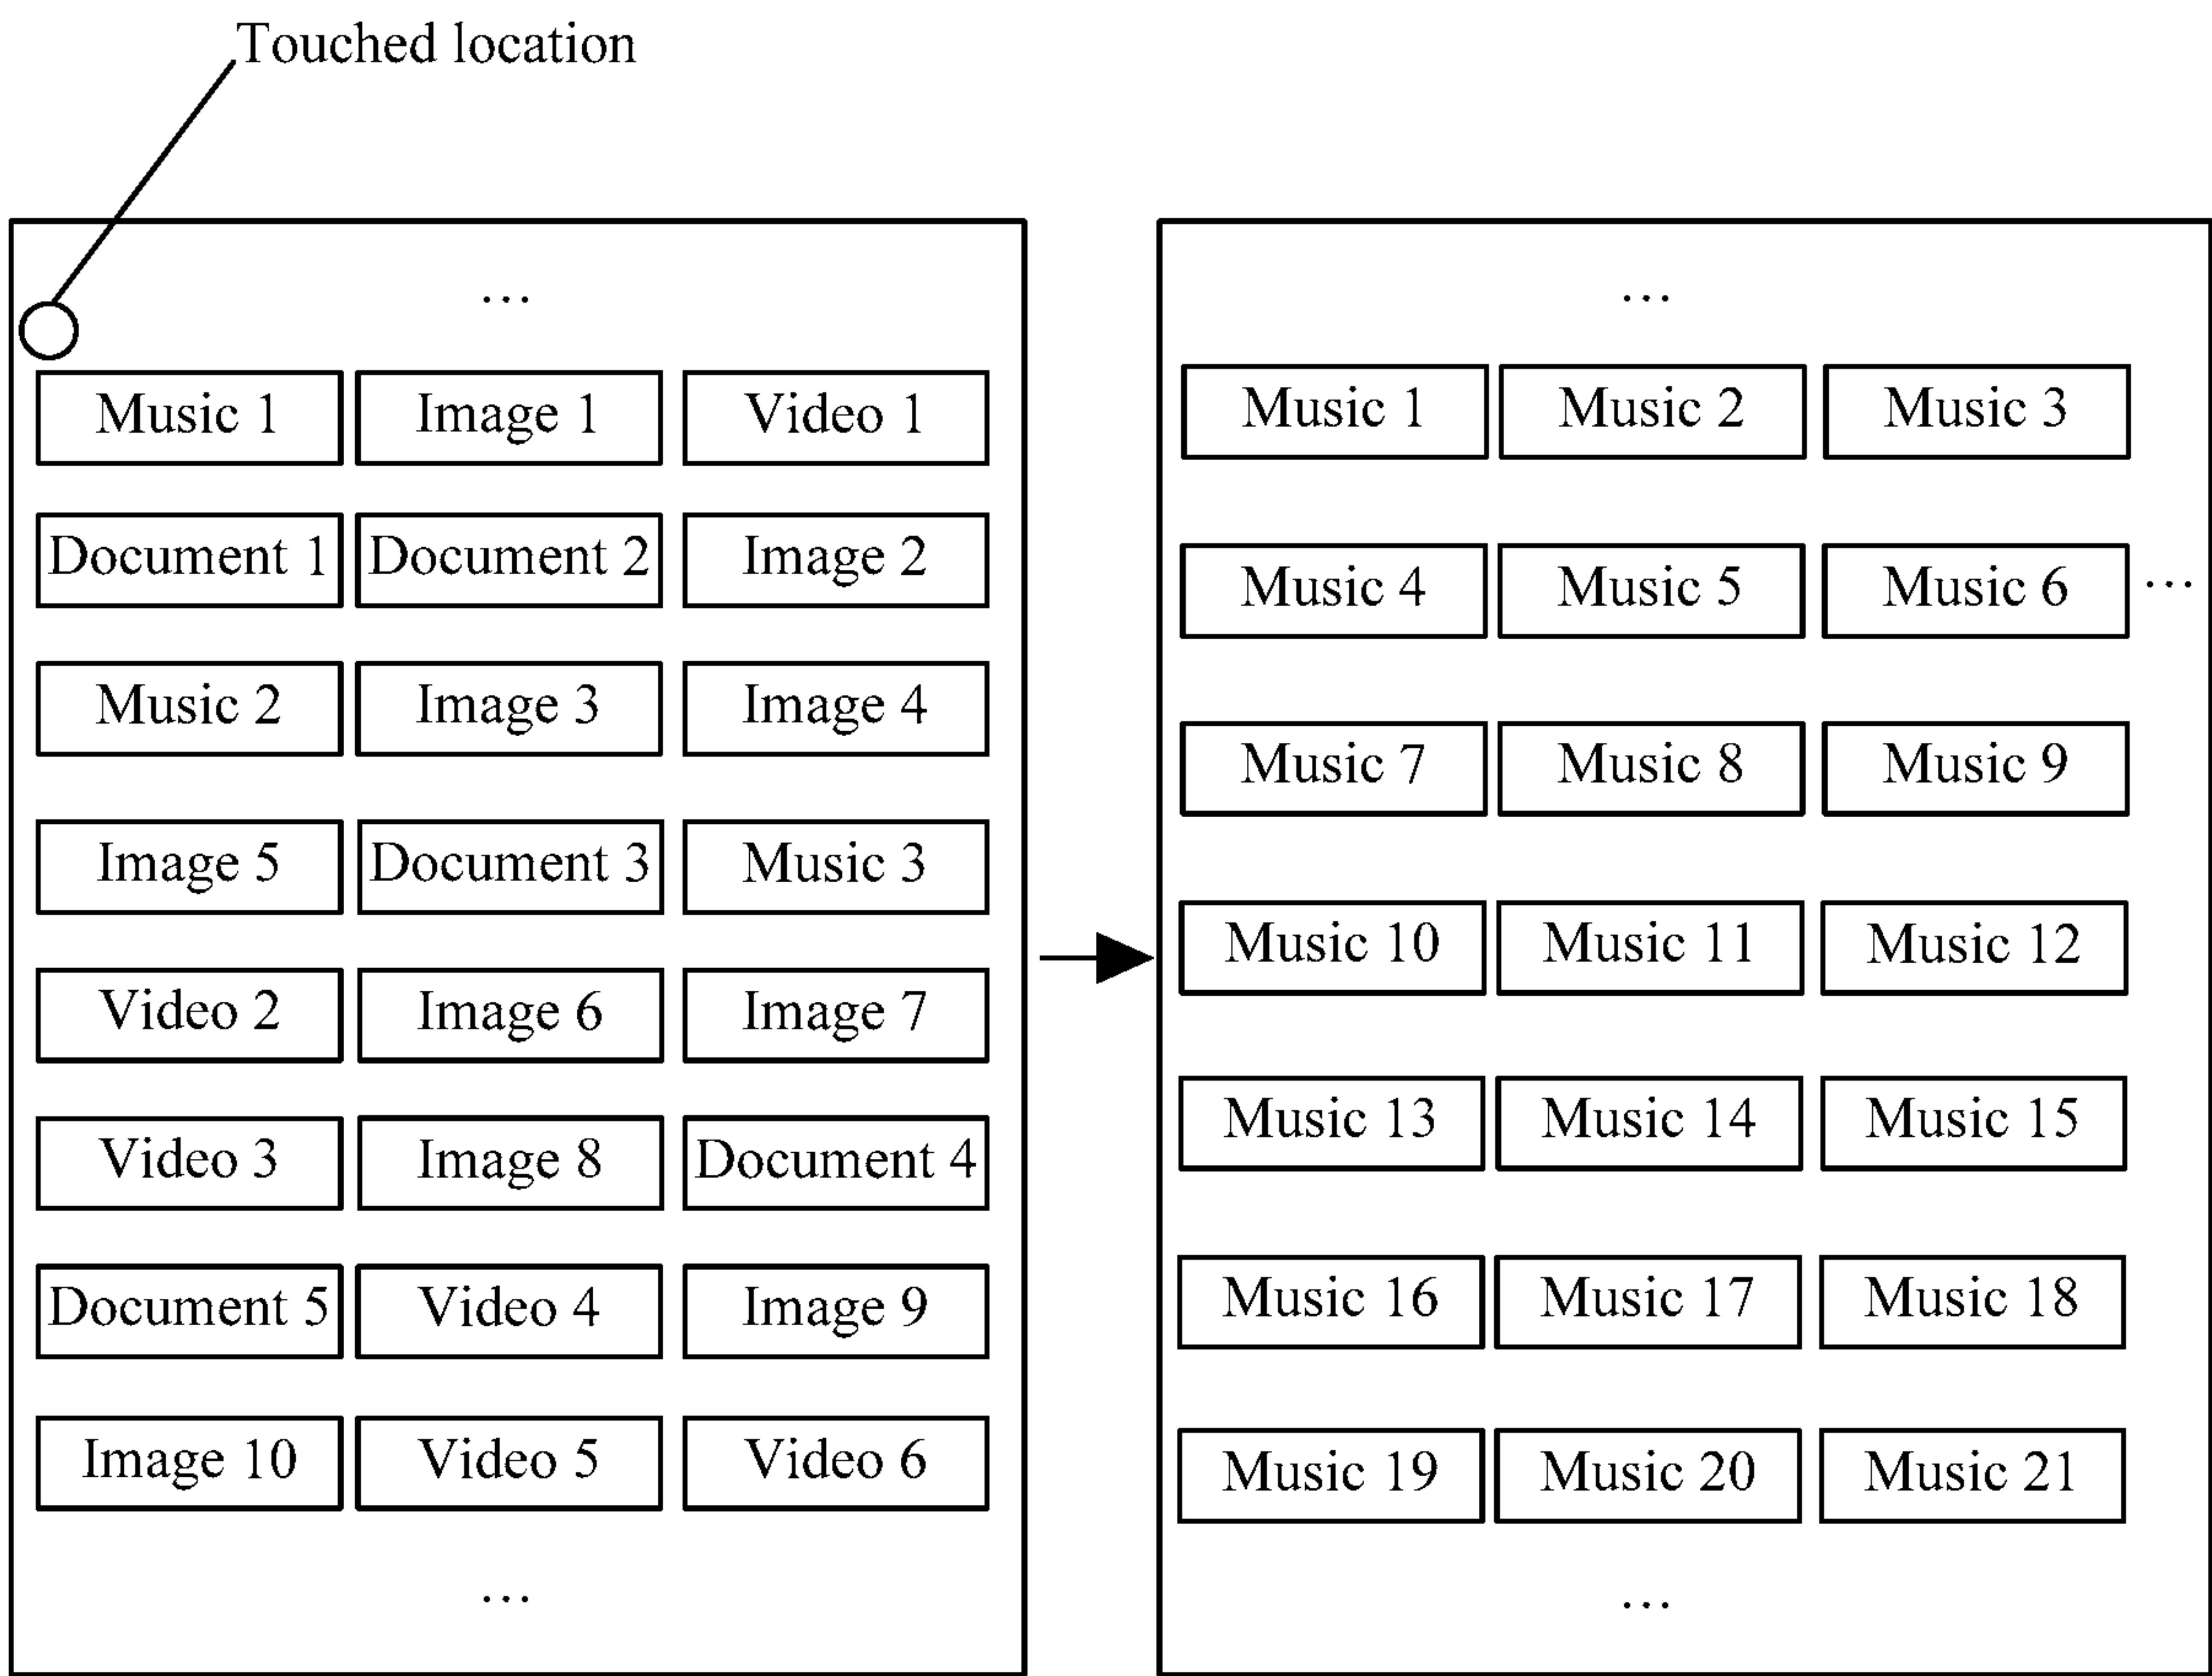 Touched location
...
Music 1 Image 1 Video 1
Document 1 Document 2 Image 2
Music 2 Image 3 Image 4
Image 5 Document 3 Music 3
Video 2 Image 6 Image 7
Video 3 Image 8 Document 4
Document 5 Video 4 Image 9
Image 10 Video 5 Video 6
...
...
Music 1 Music 2 Music 3
Music 4 Music 5 Music 6 ...
Music 7 Music 8 Music 9
Music 10 Music 11 Music 12
Music 13 Music 14 Music 15
Music 16 Music 17 Music 18
Music 19 Music 20 Music 21
...